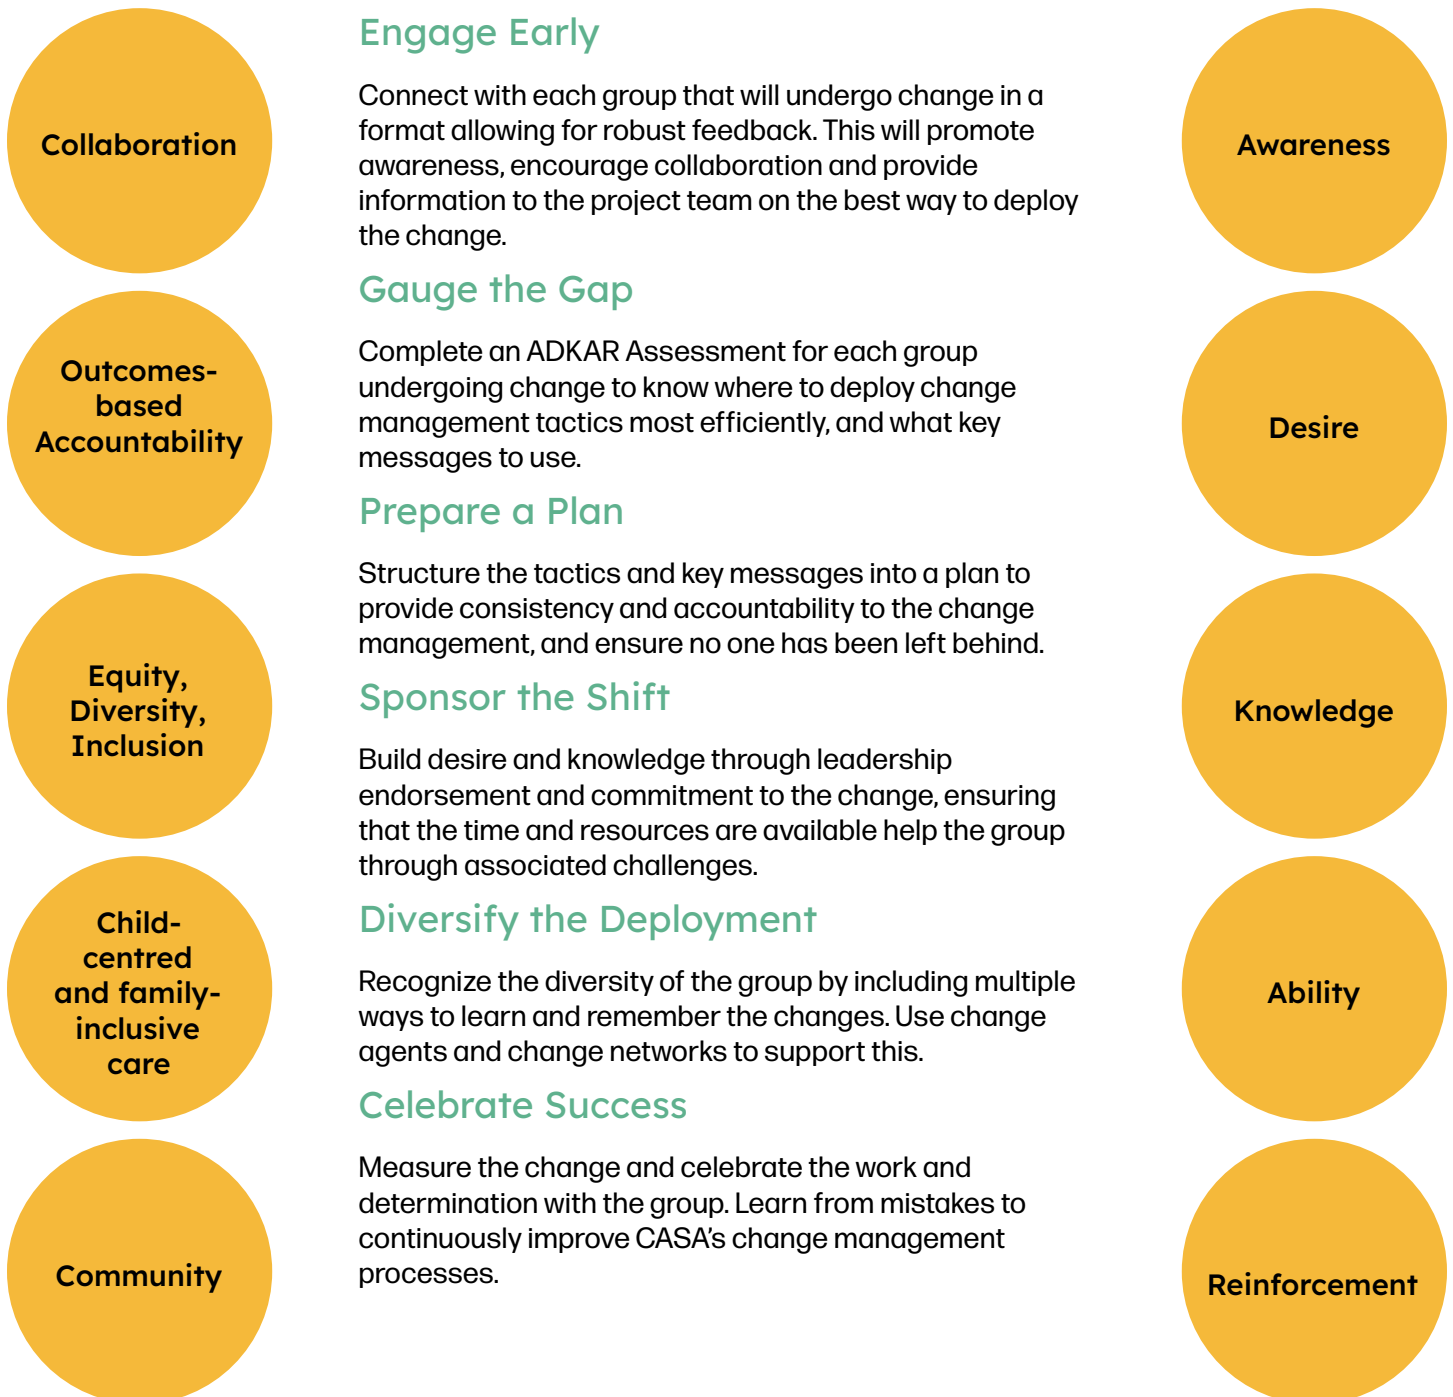 Collaboration
Outcomes-
based
Accountability
Equity,
Diversity,
Inclusion
Child-
centred
and family-
inclusive
care
Community
Engage Early
Connect with each group that will undergo change in a
format allowing for robust feedback. This will promote
awareness, encourage collaboration and provide
information to the project team on the best way to deploy
the change.
Gauge the Gap
Complete an ADKAR Assessment for each group
undergoing change to know where to deploy change
management tactics most efficiently, and what key
messages to use.
Prepare a Plan
Structure the tactics and key messages into a plan to
provide consistency and accountability to the change
management, and ensure no one has been left behind.
Sponsor the Shift
Build desire and knowledge through leadership
endorsement and commitment to the change, ensuring
that the time and resources are available help the group
through associated challenges.
Diversify the Deployment
Recognize the diversity of the group by including multiple
ways to learn and remember the changes. Use change
agents and change networks to support this.
Celebrate Success
Measure the change and celebrate the work and
determination with the group. Learn from mistakes to
continuously improve CASA's change management
processes.
Awareness
Desire
Knowledge
Ability
Reinforcement